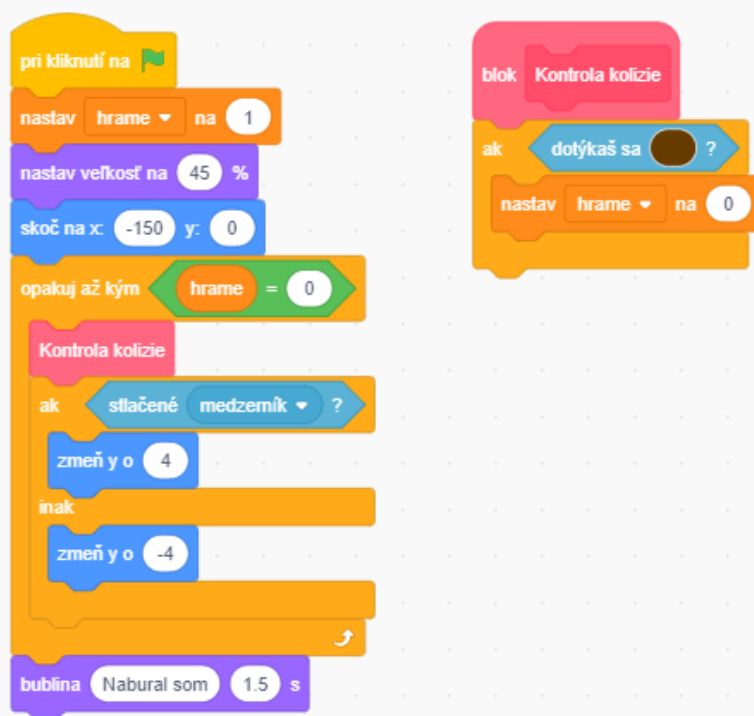 pri kliknutí na
nastav hrame na 1
nastav veľkosť na 45 %
skoč na x: -150 y: 0
opakuj až kým hrame = 0
Kontrola kolizie
ak stlačené medzerník ?
zmeň y o 4
inak
zmeň y o -4
bublina Nabural som 1.5 s
blok Kontrola kolizie
ak dotýkaš sa ?
nastav hrame na 0